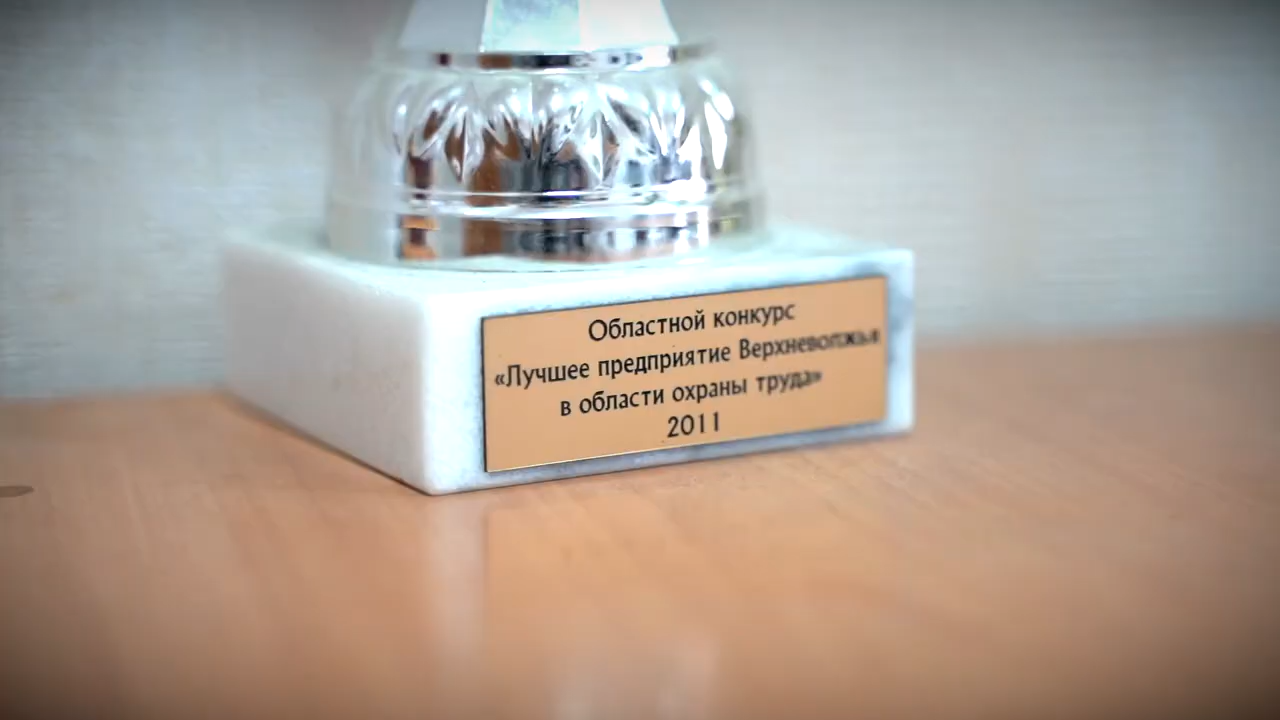 Областной конкурс
«Лучшее предприятие Верхневолжья
в области охраны труда»
2011